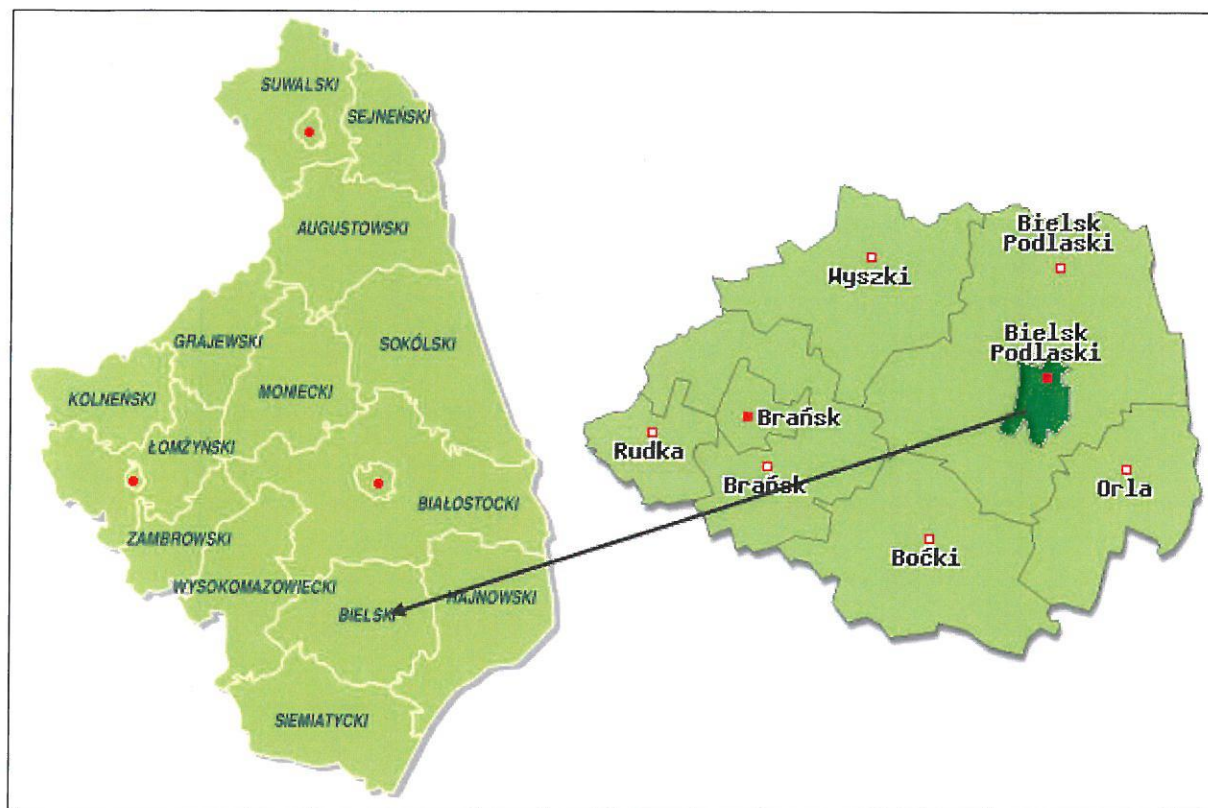 SUWALSKI
SEJNEŃSKI
AUGUSTOWSKI
GRAJEWSKI
SOKÓLSKI
KOLNEŃSKI
MONIECKI
ŁOMŻYŃSKI
BIAŁOSTOCKI
ZAMBROWSKI
WYSOKOMAZOWIECKI
HAJNOWSKI
BIELSKI
SIEMIATYCKI
Bielsk
Podlaski
Wyszki
Bielsk
Podlaski
Brańsk
Rudka
Brańsk
Orla
Boćki